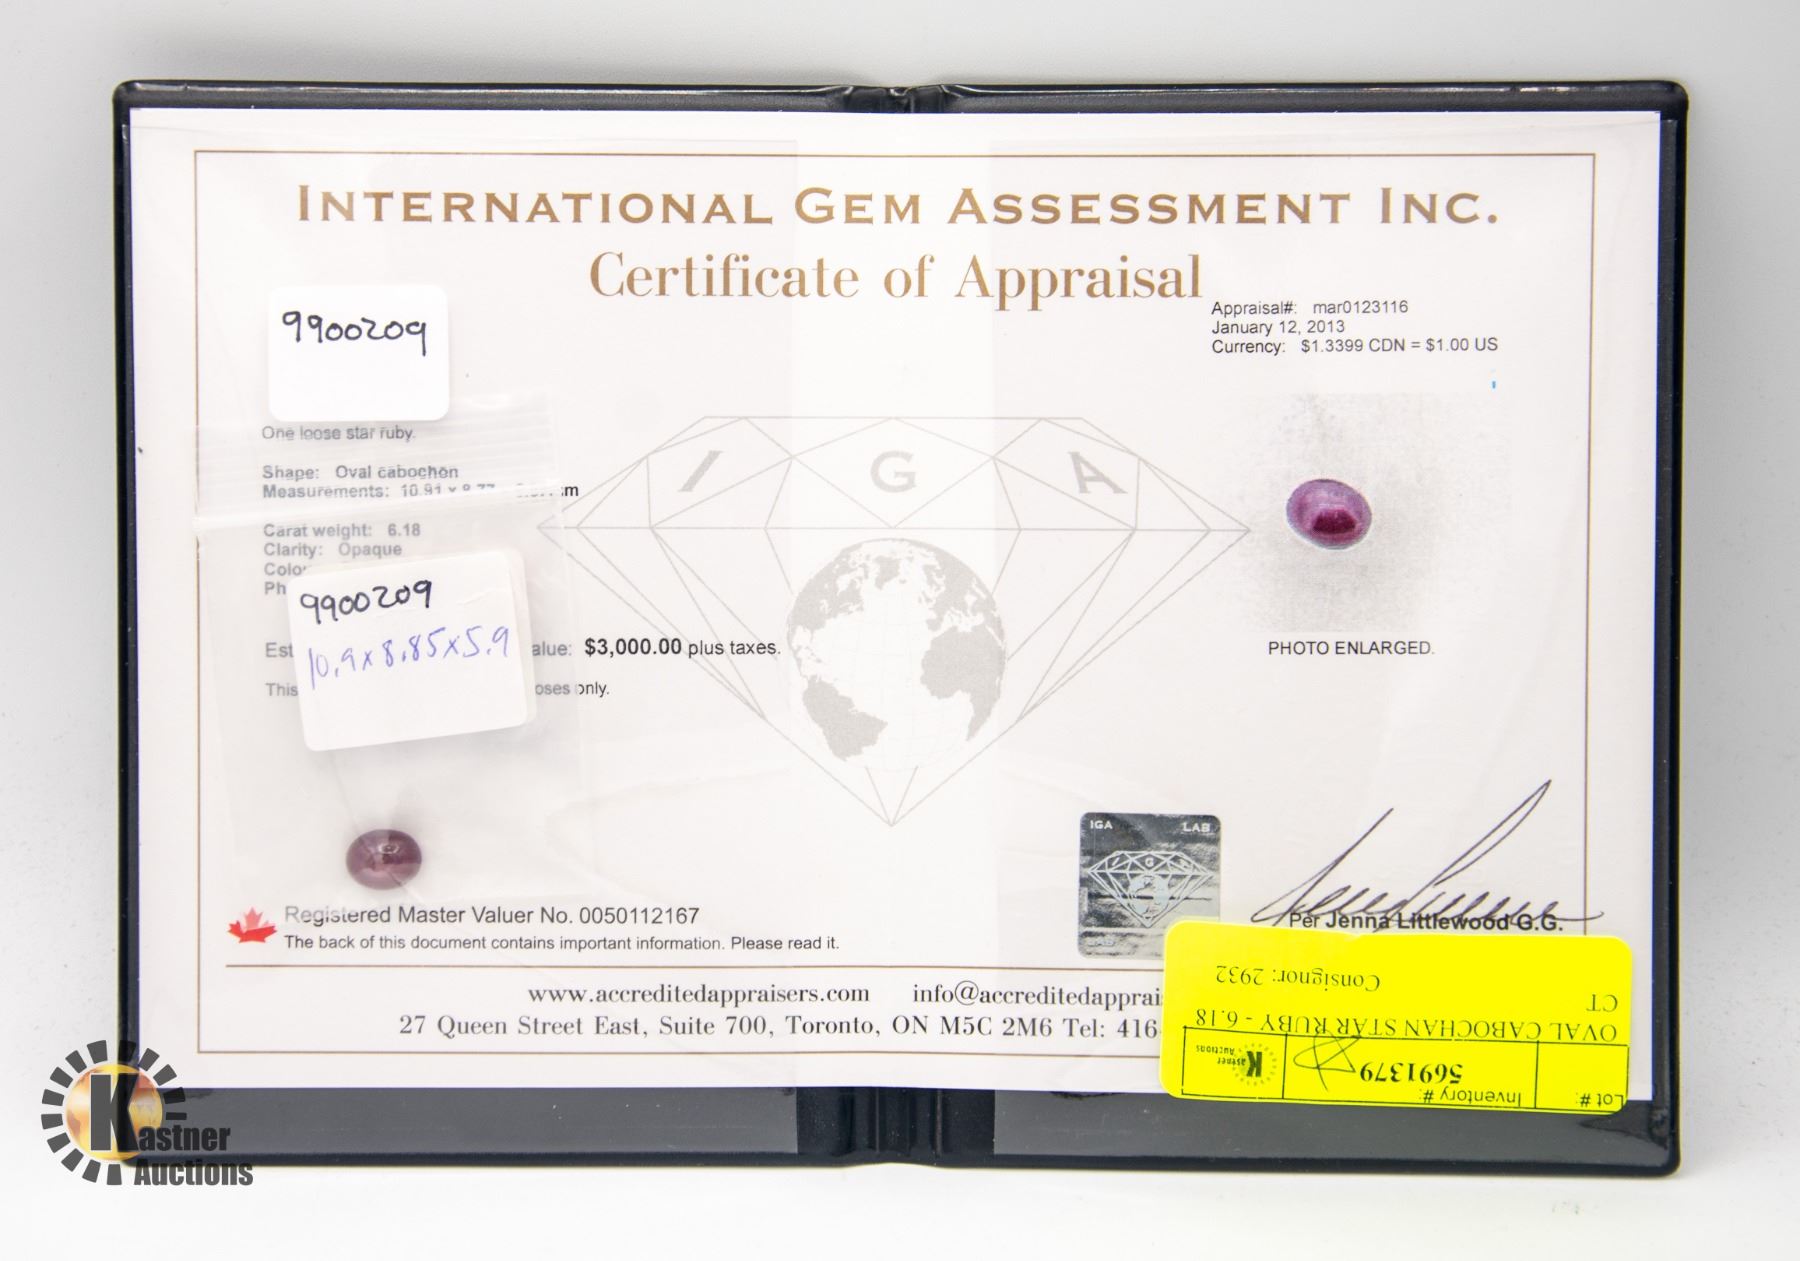 INTERNATIONAL GEM ASSESSMENT INC.
Certificate of Appraisal
Appraisal#: mar0123116
January 12, 2013
Currency: $1.3399 CDN = $1.00 US
9900209
One loose star ruby.
Shape: Oval cabochon
Measurements: 10.91 x 8.77
Carat weight: 6.18
Clarity: Opaque
9900209
10.9x8.85x5.9
$3,000.00 plus taxes.
This
only.
I G A
PHOTO ENLARGED.
IGA LAB
I G A
Registered Master Valuer No. 0050112167
The back of this document contains important information. Please read it.
Per Jenna Littlewood G.G.
www.accreditedappraisers.com
27 Queen Street East, Suite 700, Toronto, ON M5C 2M6 Tel: 416
Lot #:
Inventory #:
5691379
Kastner Auctions
OVAL CABOCHAN STAR RUBY - 6.18
CT
Consignor: 2932
Kastner
Auctions